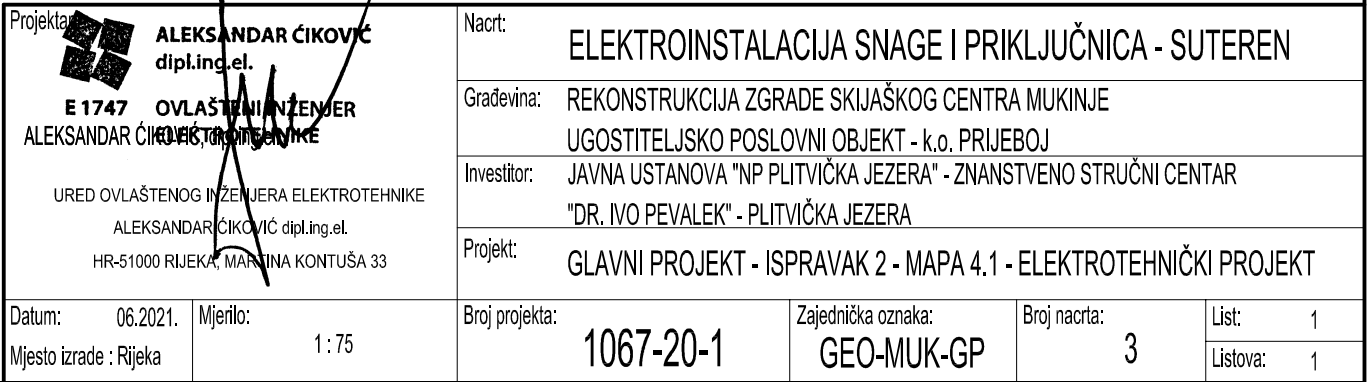 Projektant:
ALEKSANDAR ĆIKOVIĆ
dipl.ing.el.
E 1747 OVLAŠTENI INŽENJER
ELEKTROTEHNIKE
ALEKSANDAR ĆIKOVIĆ, dipl.ing.el.
URED OVLAŠTENOG INŽENJERA ELEKTROTEHNIKE
ALEKSANDAR ĆIKOVIĆ dipl.ing.el.
HR-51000 RIJEKA, MARTINA KONTUŠA 33
Nacrt:
ELEKTROINSTALACIJA SNAGE I PRIKLJUČNICA - SUTEREN
Građevina: REKONSTRUKCIJA ZGRADE SKIJAŠKOG CENTRA MUKINJE
UGOSTITELJSKO POSLOVNI OBJEKT - k.o. PRIJEBOJ
Investitor: JAVNA USTANOVA "NP PLITVIČKA JEZERA" - ZNANSTVENO STRUČNI CENTAR
"DR. IVO PEVALEK" - PLITVIČKA JEZERA
Projekt: GLAVNI PROJEKT - ISPRAVAK 2 - MAPA 4.1 - ELEKTROTEHNIČKI PROJEKT
Datum: 06.2021.
Mjesto izrade : Rijeka
Mjerilo:
1 : 75
Broj projekta:
1067-20-1
Zajednička oznaka:
GEO-MUK-GP
Broj nacrta:
3
List: 1
Listova: 1